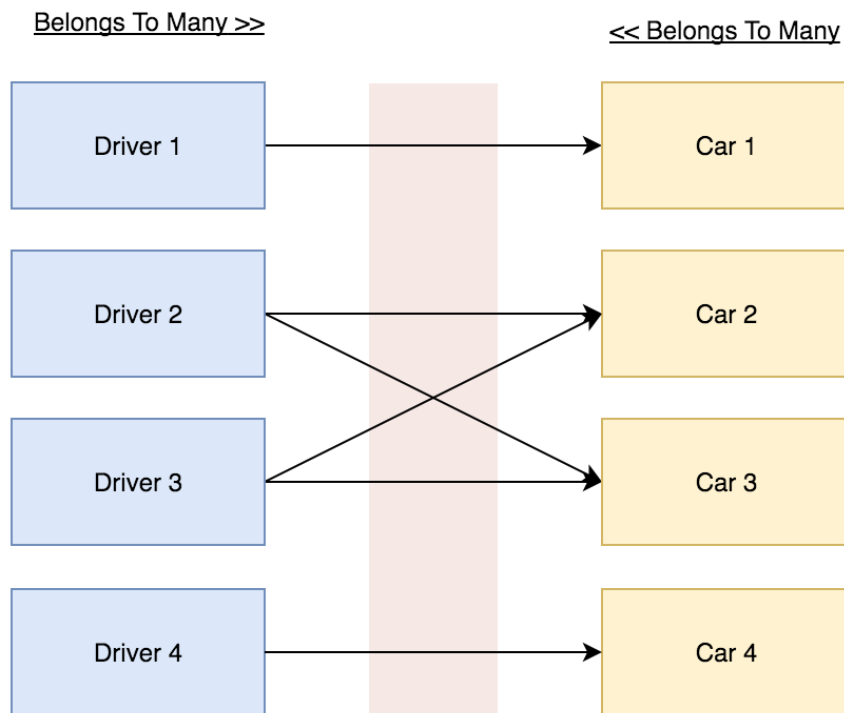 Belongs To Many >>
<< Belongs To Many
Driver 1
Car 1
Driver 2
Car 2
Driver 3
Car 3
Driver 4
Car 4